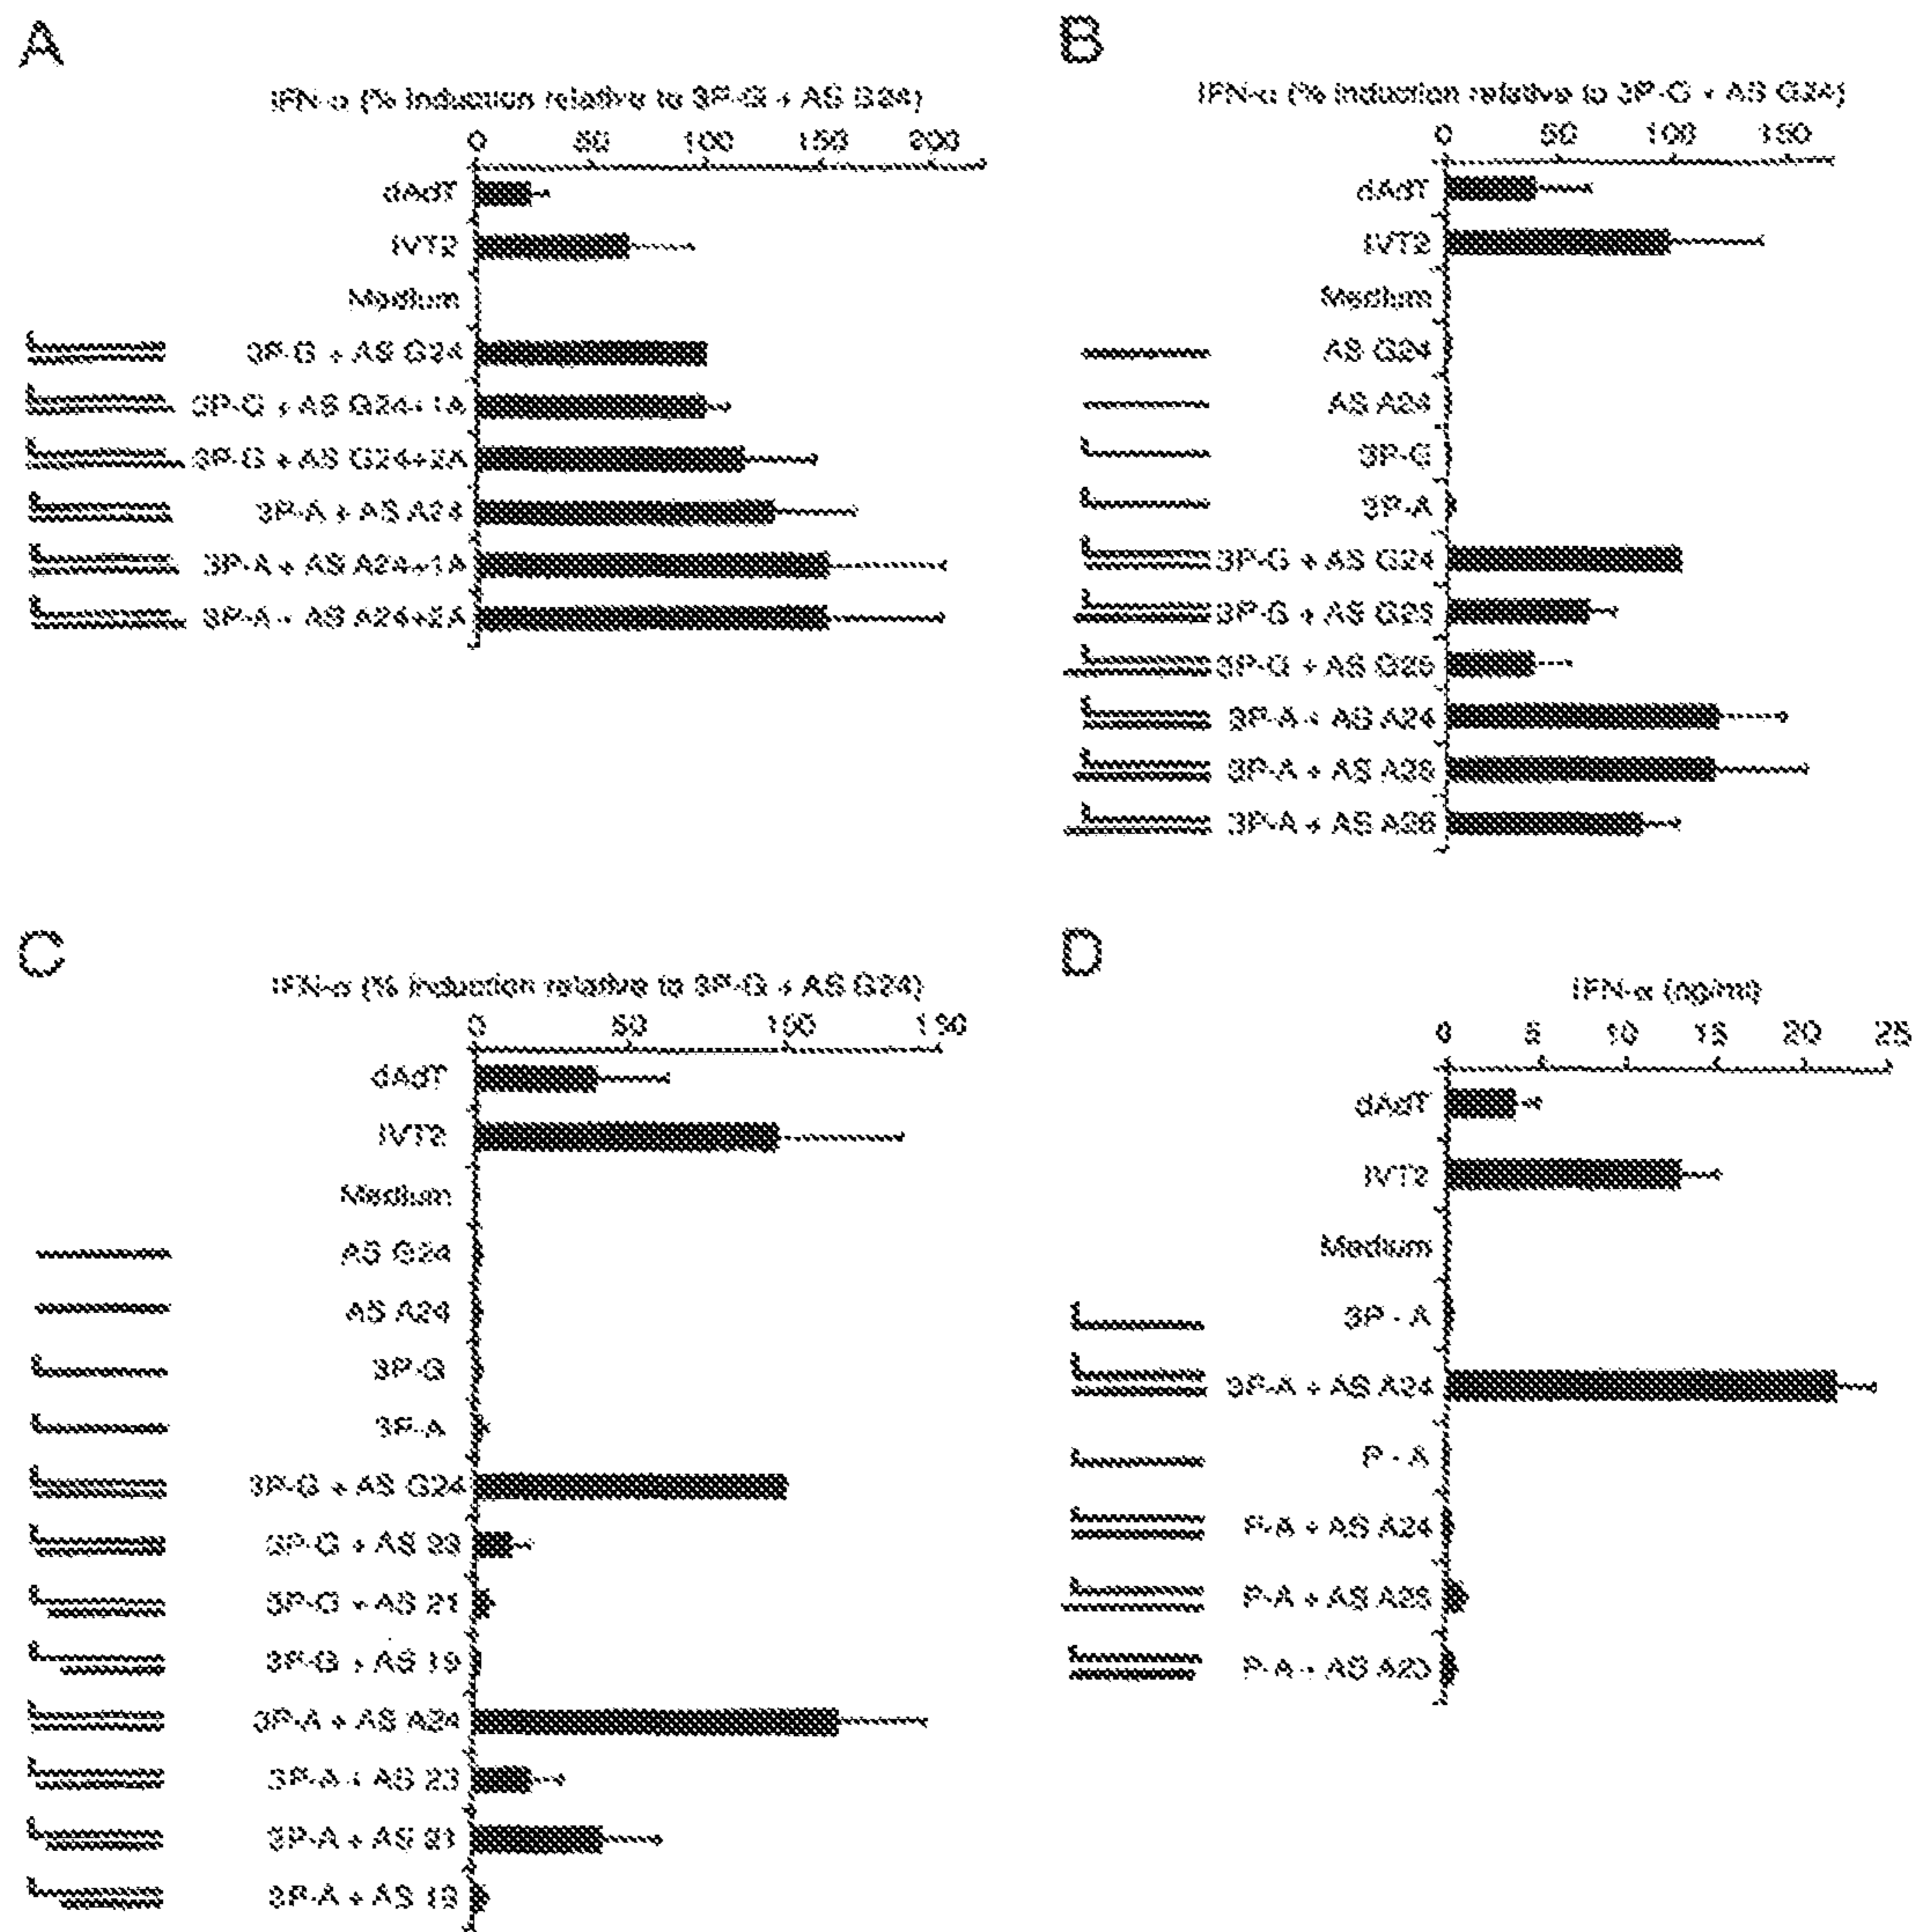 A
IFN-α (% induction relative to 3P-G + AS G24)
0 50 100 150 200
dAdT
IVT2
Medium
3P-G + AS G24
3P-G + AS G24+1A
3P-G + AS G24+2A
3P-A + AS A24
3P-A + AS A24+1A
3P-A + AS A24+2A
B
IFN-α (% induction relative to 3P-G + AS G24)
0 50 100 150
dAdT
IVT2
Medium
AS G24
AS A24
3P-G
3P-A
3P-G + AS G24
3P-G + AS
3P-G + AS
3P-A + AS A24
3P-A + AS
3P-A + AS A26
C
IFN-α (% induction relative to 3P-G + AS G24)
0 50 100 150
dAdT
IVT2
Medium
AS G24
AS A24
3P-G
3P-A
3P-G + AS G24
3P-G + AS 23
3P-G + AS 21
3P-G + AS 19
3P-A + AS A24
3P-A + AS 23
3P-A + AS 21
3P-A + AS 19
D
IFN-α (ng/ml)
0 5 10 15 20 25
dAdT
IVT2
Medium
3P - A
3P-A + AS A24
P - A
P-A + AS A24
P-A + AS
P-A + AS